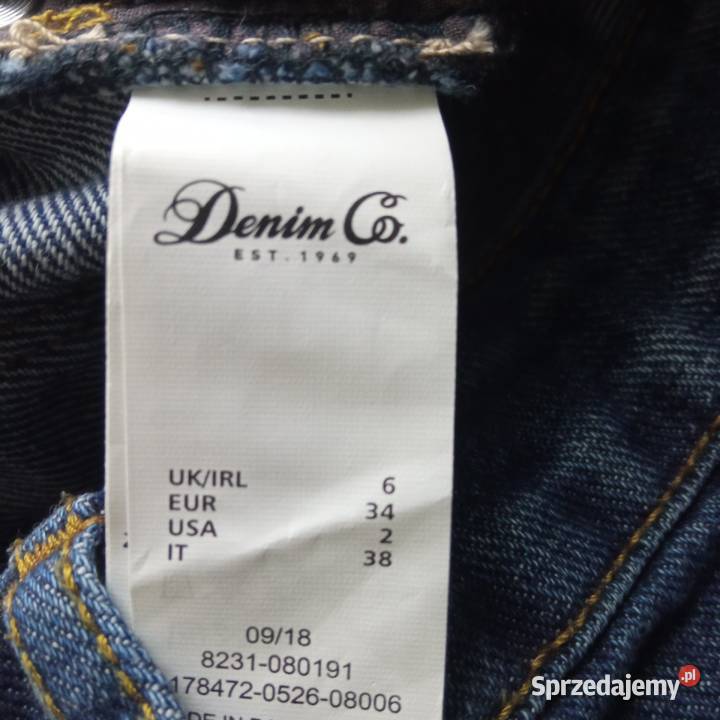 Denim Co.
EST. 1969
UK/IRL 6
EUR 34
USA 2
IT 38
09/18
8231-080191
178472-0526-08006
Sprzedajemy.pl